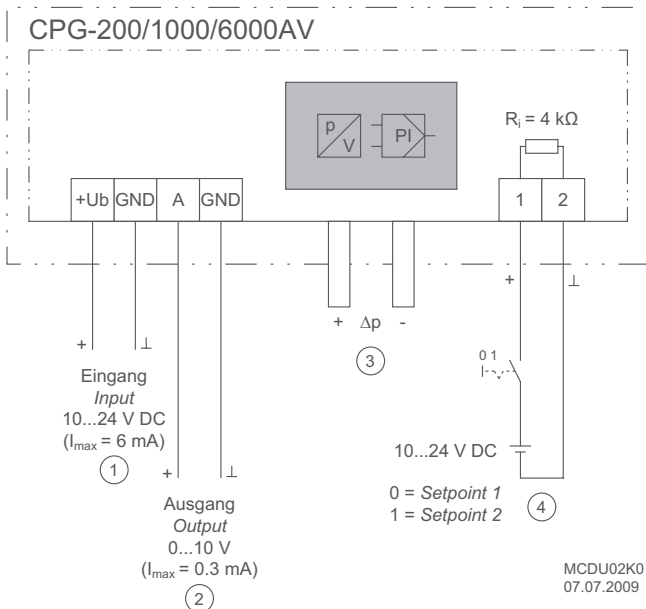 CPG-200/1000/6000AV
p
V
PI
Rᵢ = 4 kΩ
+Ub GND A GND
1 2
+ ⊥
+ Δp -
3
+ ⊥
Eingang
Input
10...24 V DC
(Iₘₐₓ = 6 mA)
1
+ ⊥
Ausgang
Output
0...10 V
(Iₘₐₓ = 0.3 mA)
2
0 1
10...24 V DC
0 = Setpoint 1
1 = Setpoint 2
4
MCDU02K0
07.07.2009